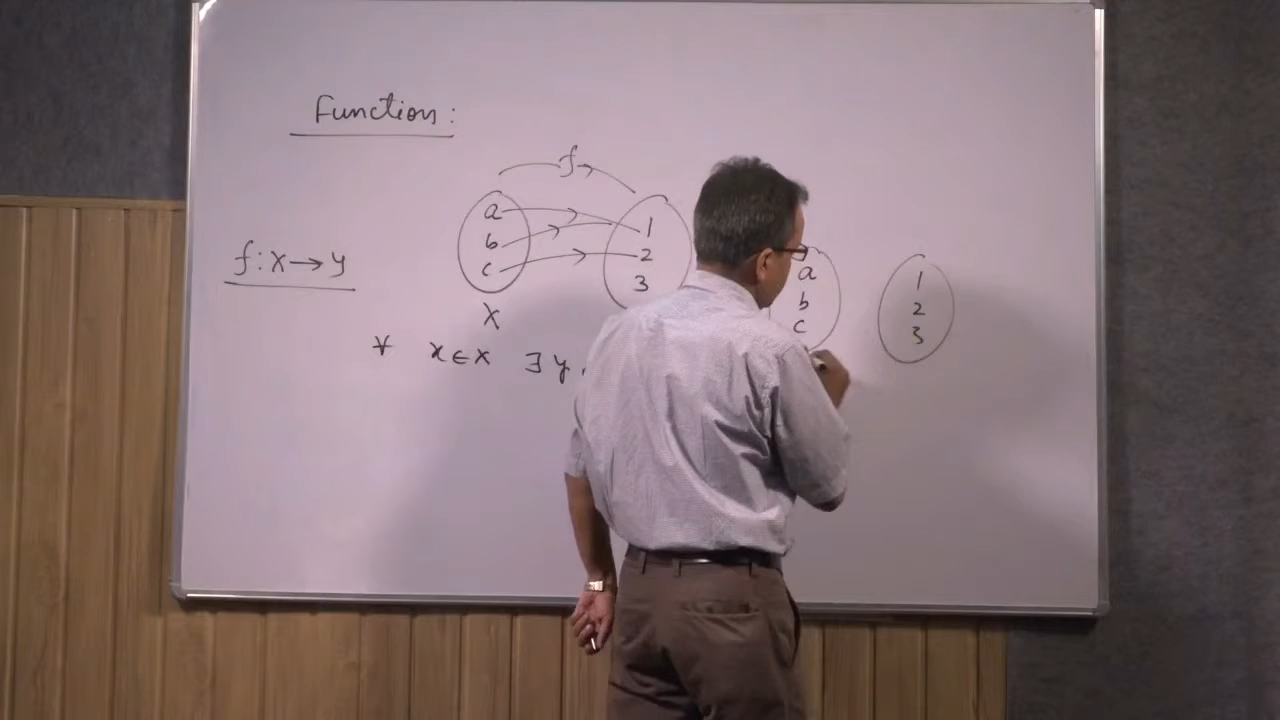 Function:
f
a
b
c
1
2
3
X
f: X → y
∀ x ∈ X ∃ y
a
b
c
1
2
3